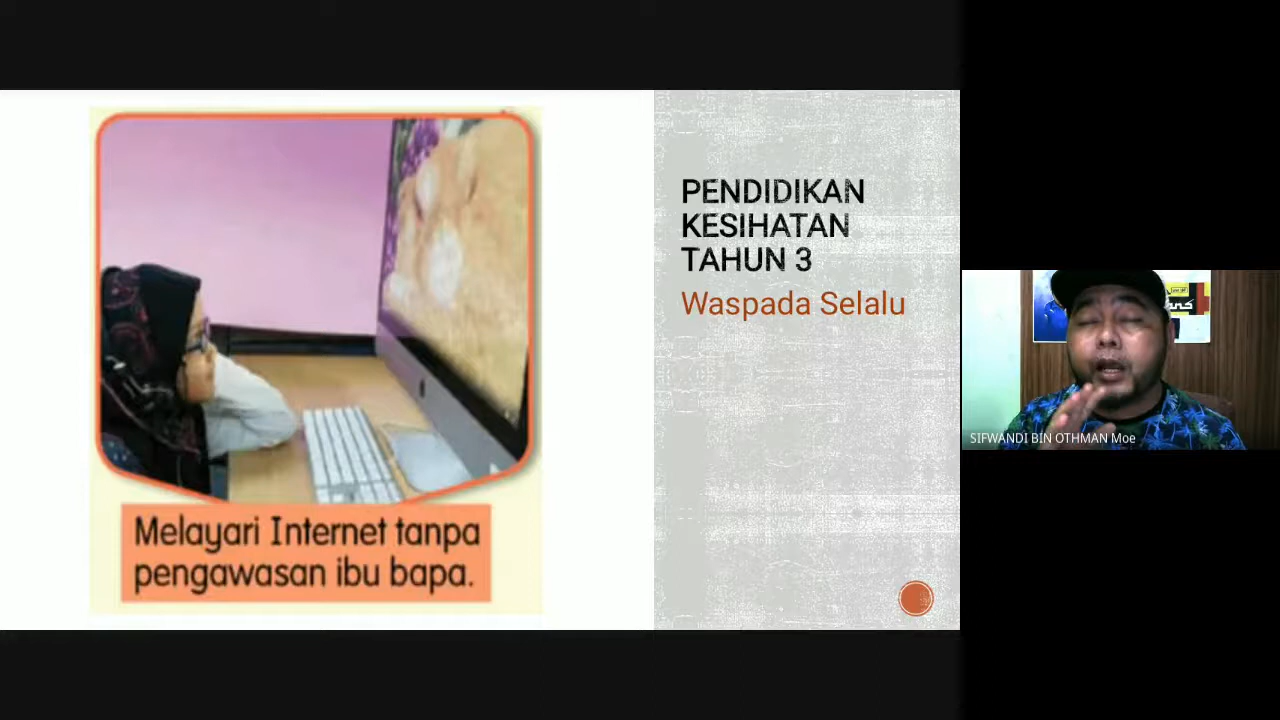 Melayari Internet tanpa
pengawasan ibu bapa.
PENDIDIKAN
KESIHATAN
TAHUN 3
Waspada Selalu
SIFWANDI BIN OTHMAN Moe